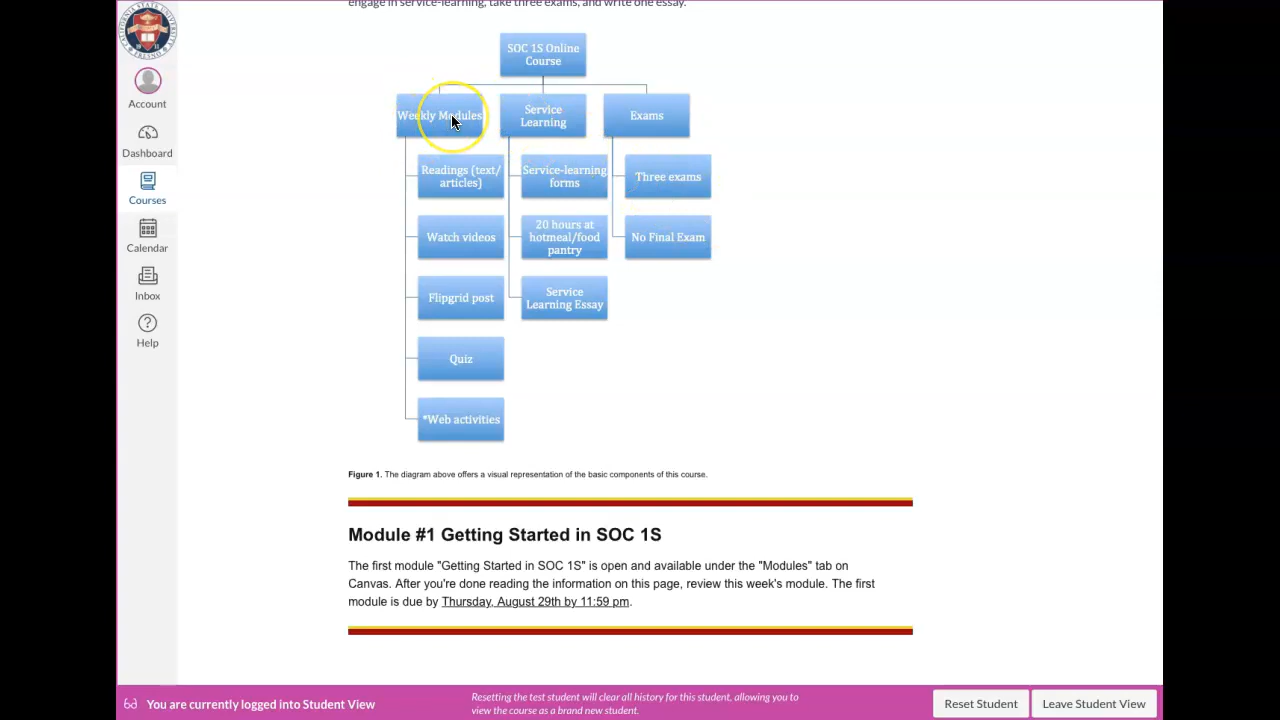 engage in service-learning, take three exams, and write one essay.
SOC 1S Online
Course
Weekly Modules
Service
Learning
Exams
Readings (text/
articles)
Service-learning
forms
Three exams
Watch videos
20 hours at
hotmeal/food
pantry
No Final Exam
Flipgrid post
Service
Learning Essay
Quiz
*Web activities
Figure 1. The diagram above offers a visual representation of the basic components of this course.
Module #1 Getting Started in SOC 1S
The first module "Getting Started in SOC 1S" is open and available under the "Modules" tab on
Canvas. After you're done reading the information on this page, review this week's module. The first
module is due by Thursday, August 29th by 11:59 pm.
CALIFORNIA STATE UNIVERSITY
FRESNO
Account
Dashboard
Courses
Calendar
Inbox
Help
You are currently logged into Student View
Resetting the test student will clear all history for this student, allowing you to
view the course as a brand new student.
Reset Student
Leave Student View